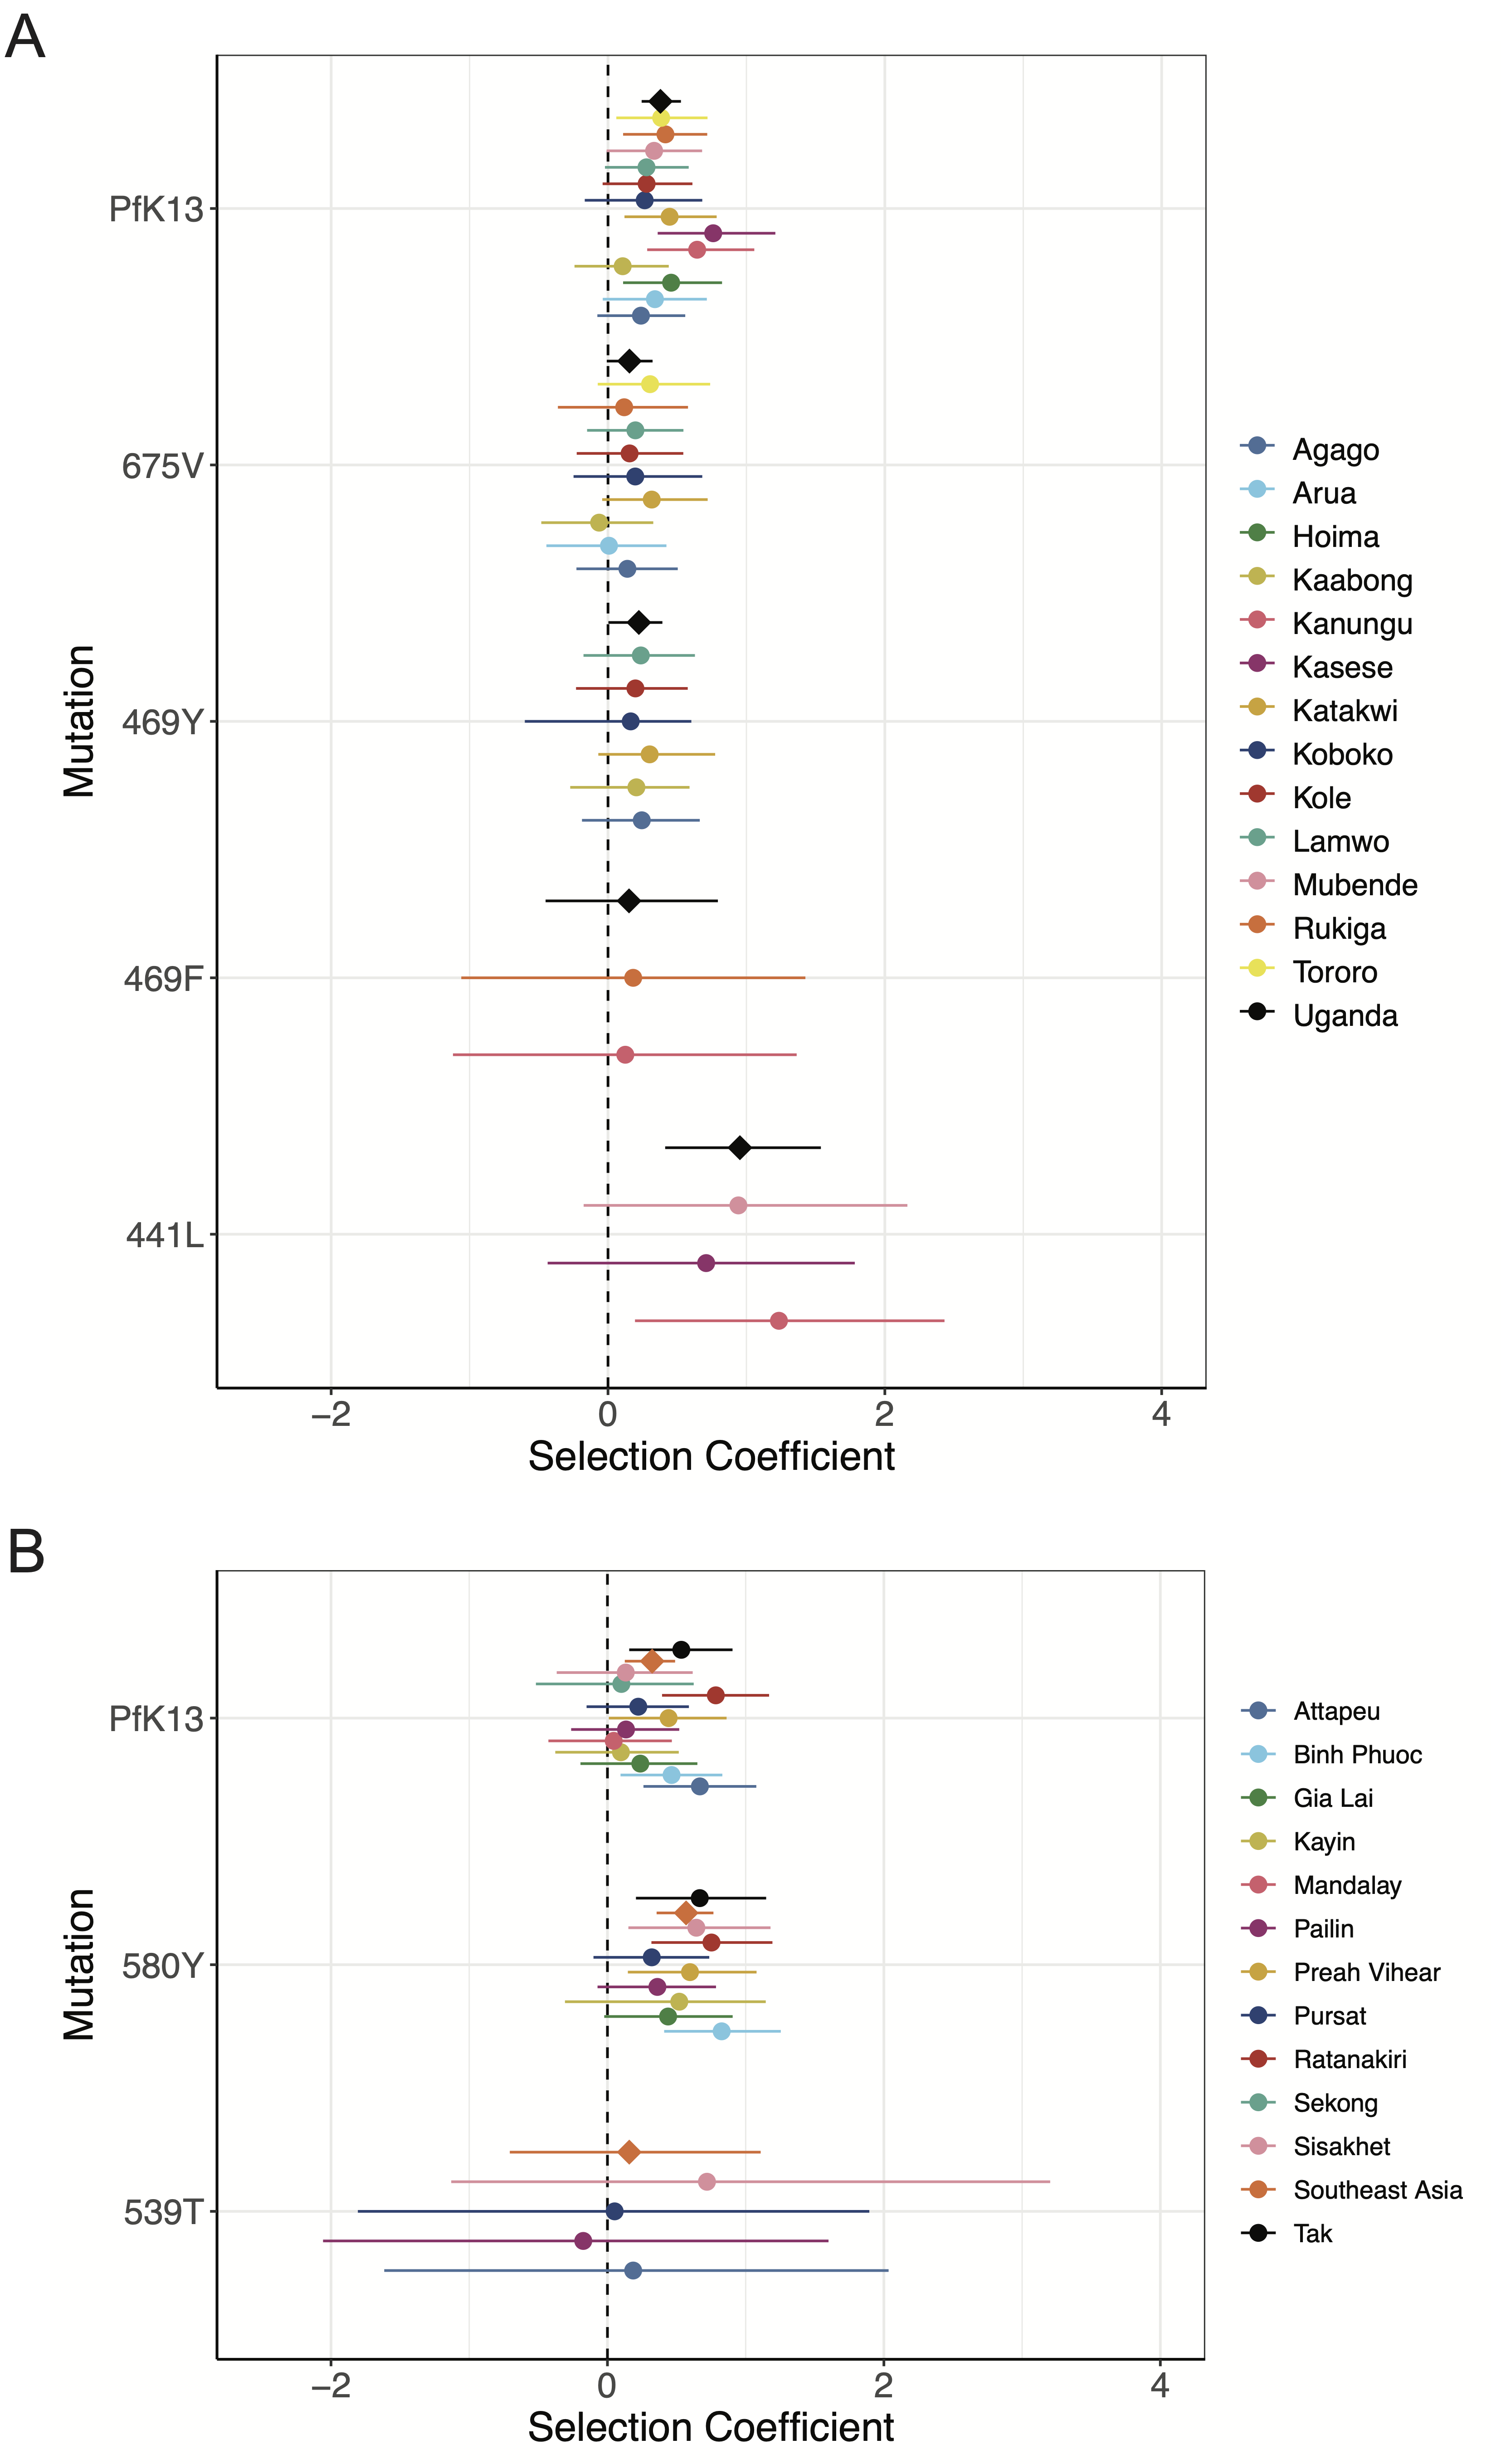 A
PfK13
675V
469Y
469F
441L
Mutation
−2 0 2 4
Selection Coefficient
Agago
Arua
Hoima
Kaabong
Kanungu
Kasese
Katakwi
Koboko
Kole
Lamwo
Mubende
Rukiga
Tororo
Uganda
B
PfK13
580Y
539T
Mutation
−2 0 2 4
Selection Coefficient
Attapeu
Binh Phuoc
Gia Lai
Kayin
Mandalay
Pailin
Preah Vihear
Pursat
Ratanakiri
Sekong
Sisakhet
Southeast Asia
Tak